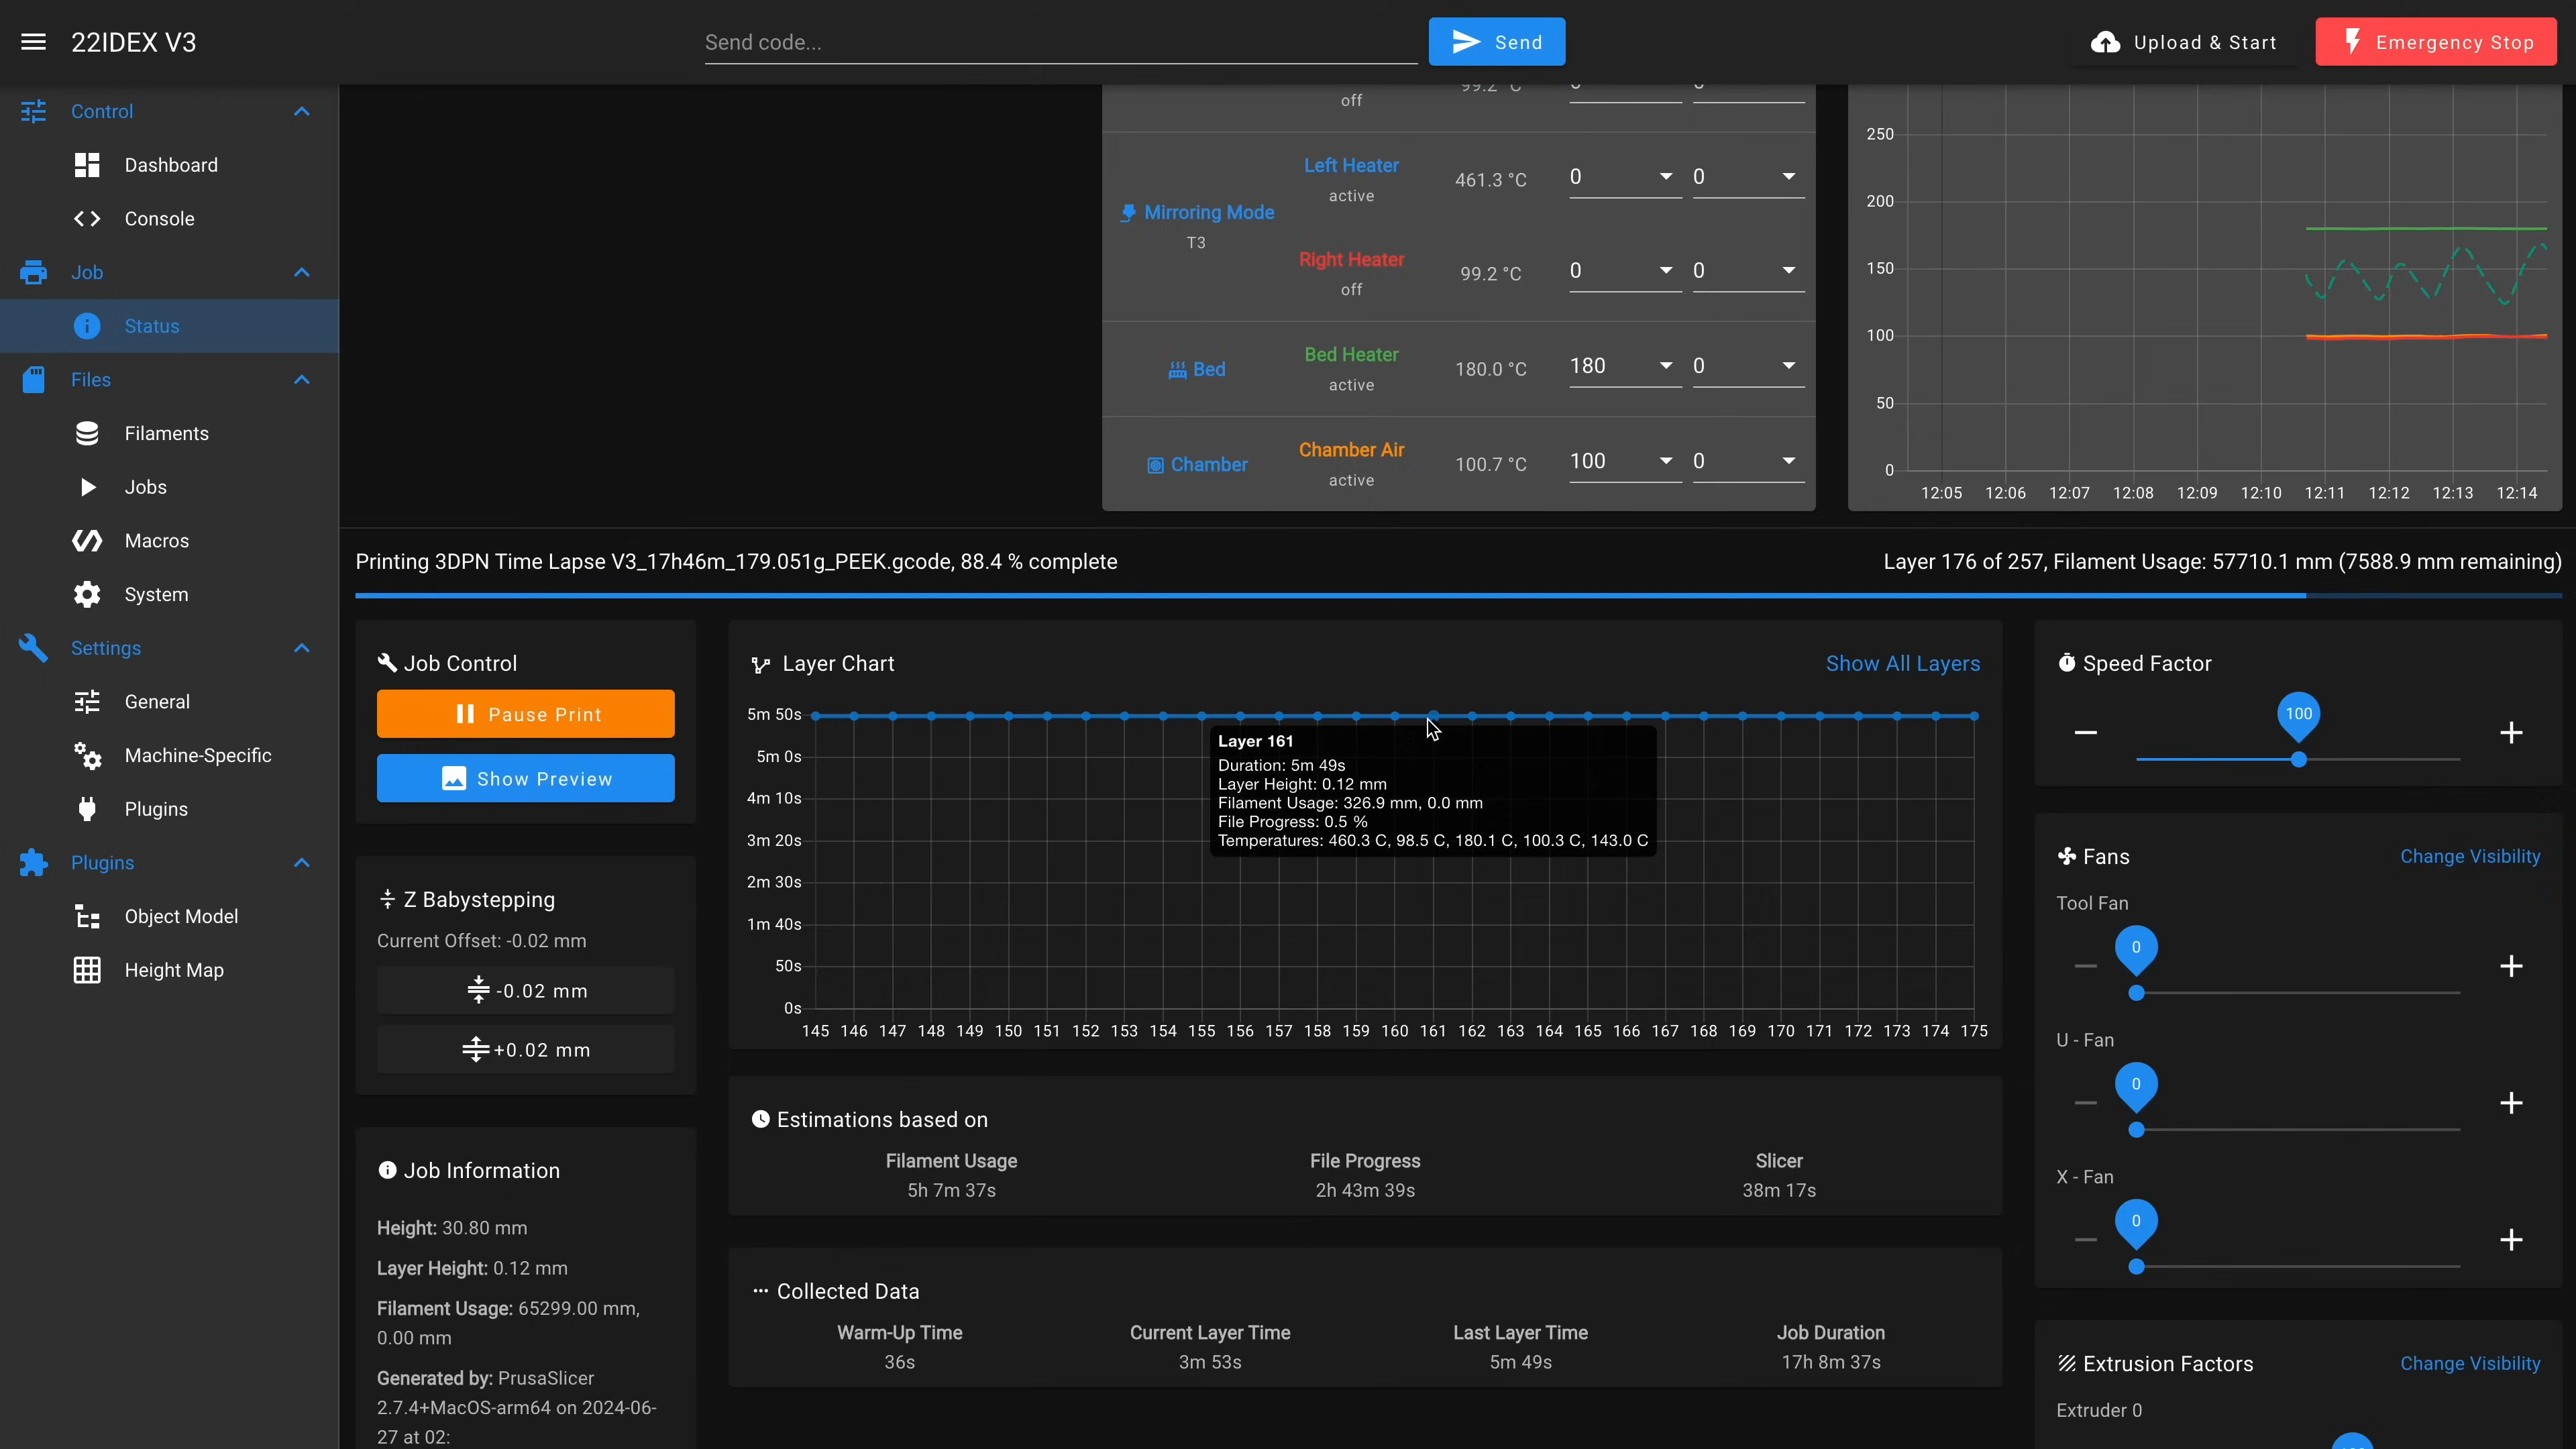 22IDEX V3
Send code...
Send
Upload & Start
Emergency Stop
Control
Dashboard
Console
Job
Status
Files
Filaments
Jobs
Macros
System
Settings
General
Machine-Specific
Plugins
Plugins
Object Model
Height Map
off
Mirroring Mode
T3
Left Heater
active
461.3 °C
0
0
Right Heater
off
99.2 °C
0
0
Bed
Bed Heater
active
180.0 °C
180
0
Chamber
Chamber Air
active
100.7 °C
100
0
250
200
150
100
50
0
12:05 12:06 12:07 12:08 12:09 12:10 12:11 12:12 12:13 12:14
Printing 3DPN Time Lapse V3_17h46m_179.051g_PEEK.gcode, 88.4 % complete
Layer 176 of 257, Filament Usage: 57710.1 mm (7588.9 mm remaining)
Job Control
Pause Print
Show Preview
Z Babystepping
Current Offset: -0.02 mm
-0.02 mm
+0.02 mm
Job Information
Height: 30.80 mm
Layer Height: 0.12 mm
Filament Usage: 65299.00 mm,
0.00 mm
Generated by: PrusaSlicer
2.7.4+MacOS-arm64 on 2024-06-
27 at 02:
Layer Chart
Show All Layers
5m 50s
5m 0s
4m 10s
3m 20s
2m 30s
1m 40s
50s
0s
145 146 147 148 149 150 151 152 153 154 155 156 157 158 159 160 161 162 163 164 165 166 167 168 169 170 171 172 173 174 175
Layer 161
Duration: 5m 49s
Layer Height: 0.12 mm
Filament Usage: 326.9 mm, 0.0 mm
File Progress: 0.5 %
Temperatures: 460.3 C, 98.5 C, 180.1 C, 100.3 C, 143.0 C
Estimations based on
Filament Usage
5h 7m 37s
File Progress
2h 43m 39s
Slicer
38m 17s
Collected Data
Warm-Up Time
36s
Current Layer Time
3m 53s
Last Layer Time
5m 49s
Job Duration
17h 8m 37s
Speed Factor
100
Fans
Change Visibility
Tool Fan
0
U - Fan
0
X - Fan
0
Extrusion Factors
Change Visibility
Extruder 0